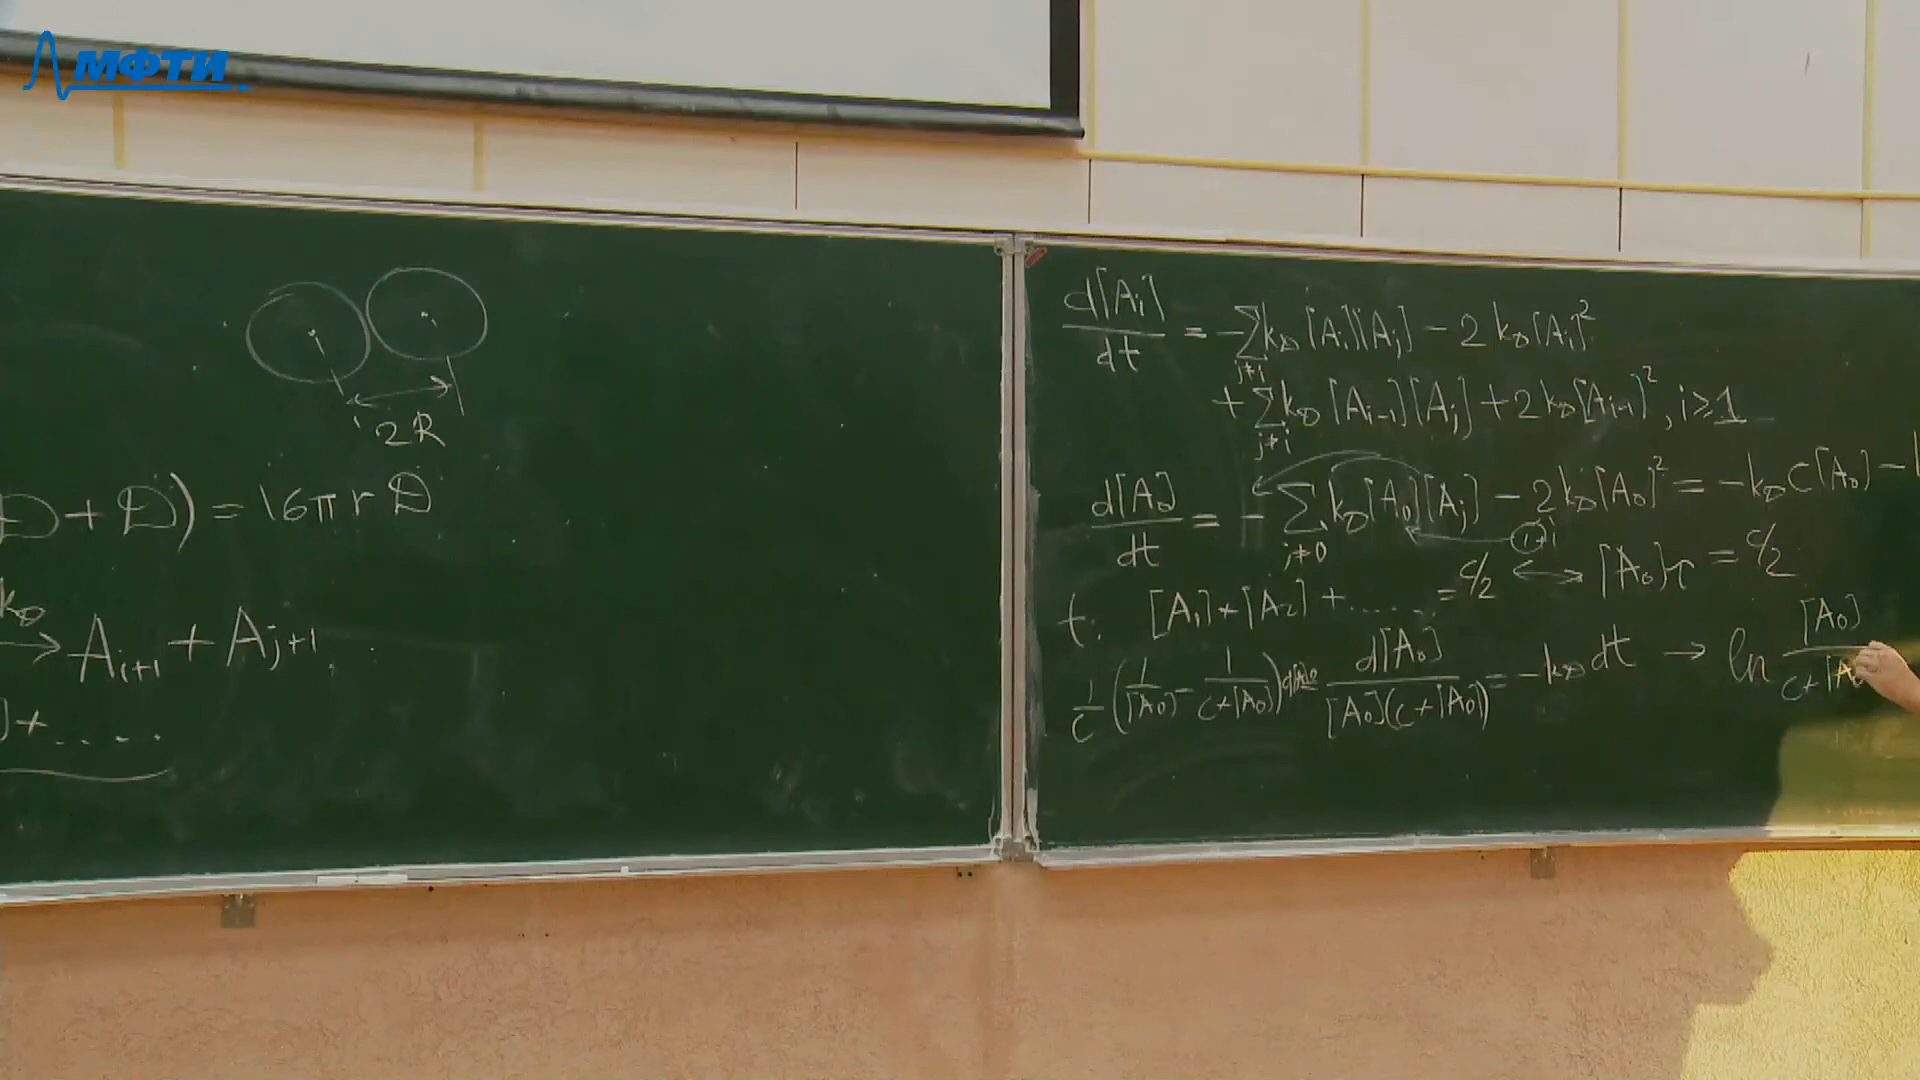 МФТИ
2R
D + D) = 16πrD
k_D
→ A_{i+1} + A_{j+1}
]+ ......
d[A_i]/dt = -∑_{j≠i} k_D [A_i][A_j] - 2 k_D [A_i]^2
+ ∑_{j≠i} k_D [A_{i-1}][A_j] + 2 k_D [A_{i-1}]^2, i ≥ 1
d[A_0]/dt = - ∑_{j≠0} k_D [A_0][A_j] - 2 k_D [A_0]^2 = -k_D C [A_0] -
t: [A_1] + [A_2] + ...... = C/2 ↔ [A_0]_τ = C/2
1/C (1/[A_0] - 1/(C+[A_0])) d[A_0] = d[A_0]/([A_0](C+[A_0])) = -k_D dt → ln [A_0]/(C+[A_0